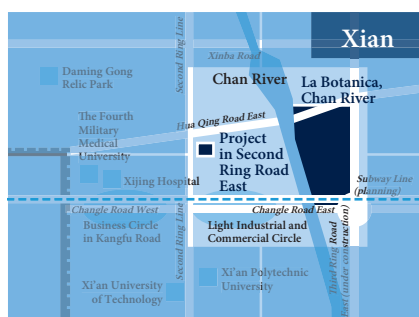 Xian
Second Ring Line
Xinba Road
Daming Gong
Relic Park
Chan River
La Botanica,
Chan River
The Fourth
Military
Medical
University
Hua Qing Road East
Project
in Second
Ring Road
East
Xijing Hospital
Subway Line
(planning)
Changle Road West
Changle Road East
Business Circle
in Kangfu Road
Second Ring Line
Light Industrial and
Commercial Circle
Third Ring Road
East (under construction)
Xi'an Polytechnic
University
Xi'an University
of Technology